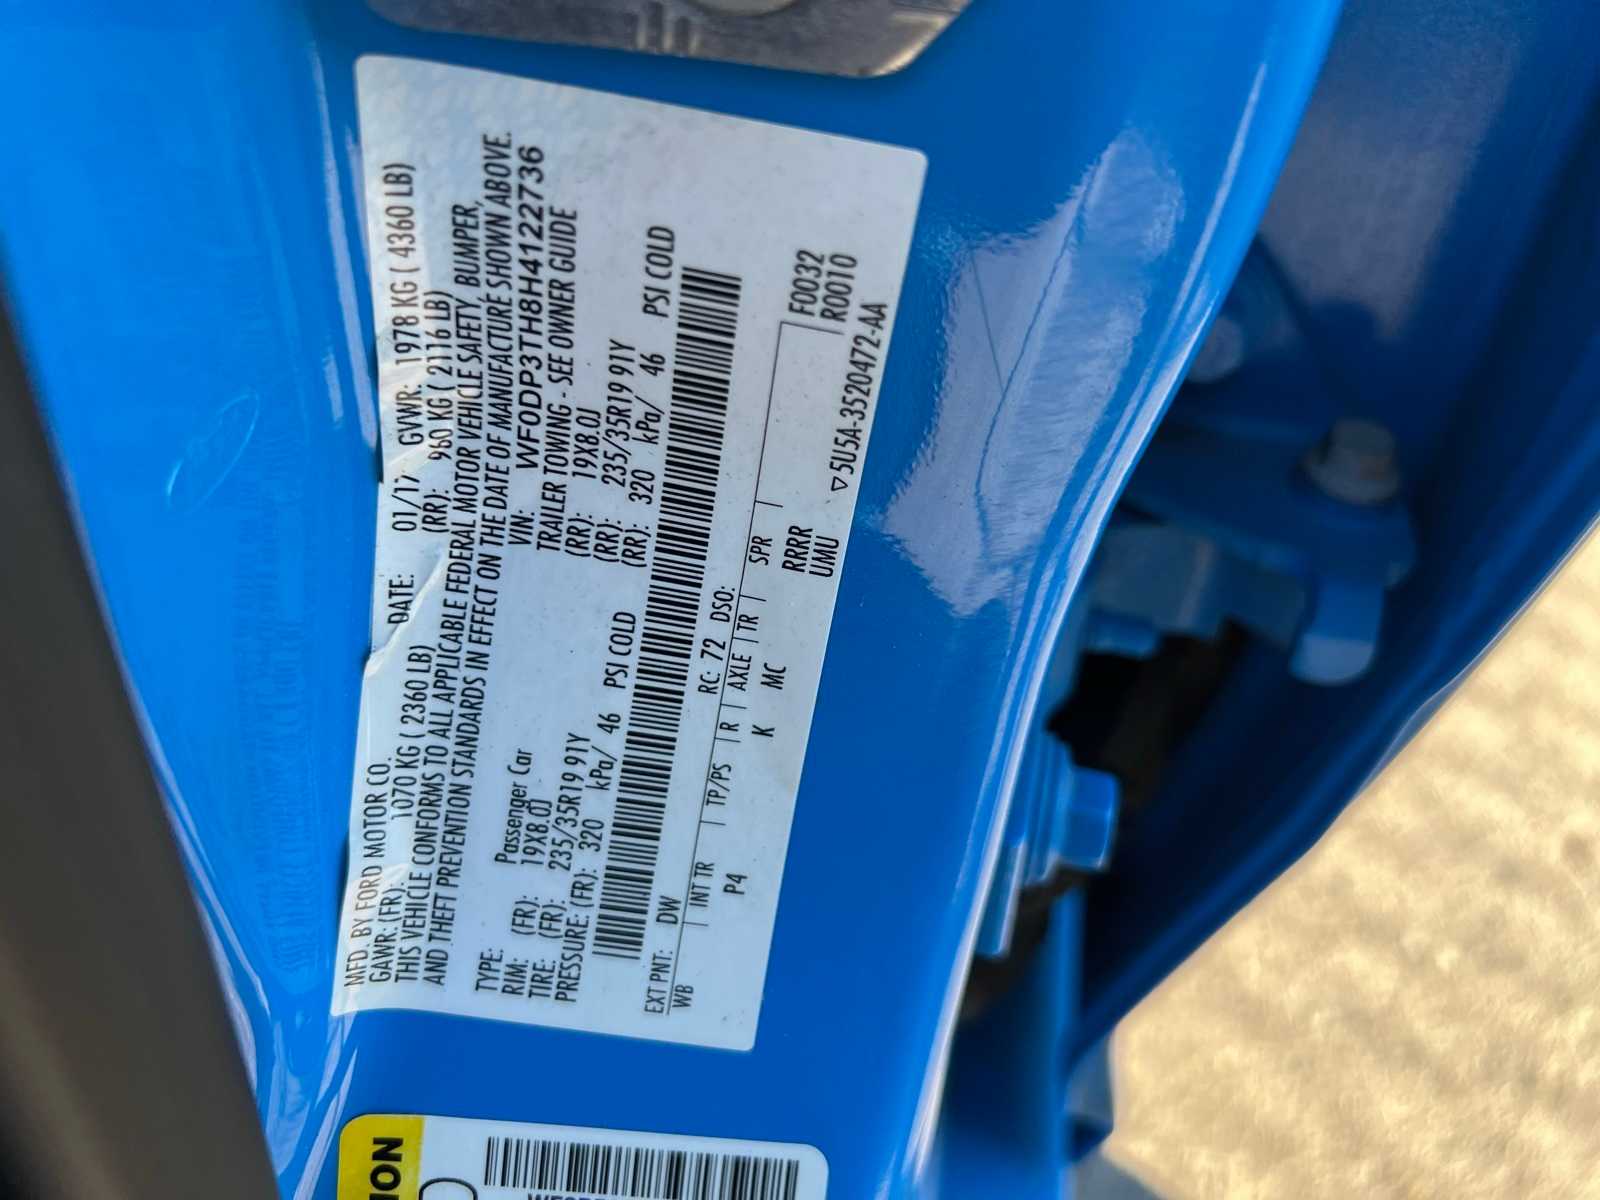 MFD. BY FORD MOTOR CO. DATE: 01/17 GVWR: 1978 KG ( 4360 LB)
GAWR: (FR): 1070 KG ( 2360 LB) (RR): 960 KG ( 2116 LB)
THIS VEHICLE CONFORMS TO ALL APPLICABLE FEDERAL MOTOR VEHICLE SAFETY, BUMPER,
AND THEFT PREVENTION STANDARDS IN EFFECT ON THE DATE OF MANUFACTURE SHOWN ABOVE.
VIN: WF0DP3TH8H4122736
TYPE: Passenger Car TRAILER TOWING - SEE OWNER GUIDE
RIM: (FR): 19X8.0J (RR): 19X8.0J
TIRE: (FR): 235/35R19 91Y (RR): 235/35R19 91Y
PRESSURE: (FR): 320 kPa/ 46 PSI COLD (RR): 320 kPa/ 46 PSI COLD
EXT PNT: DW RC: 72 DSO: F0032
WB INT TR TP/PS R AXLE TR SPR R0010
P4 K MC RRRR
UMU ▽5U5A-3520472-AA
ION